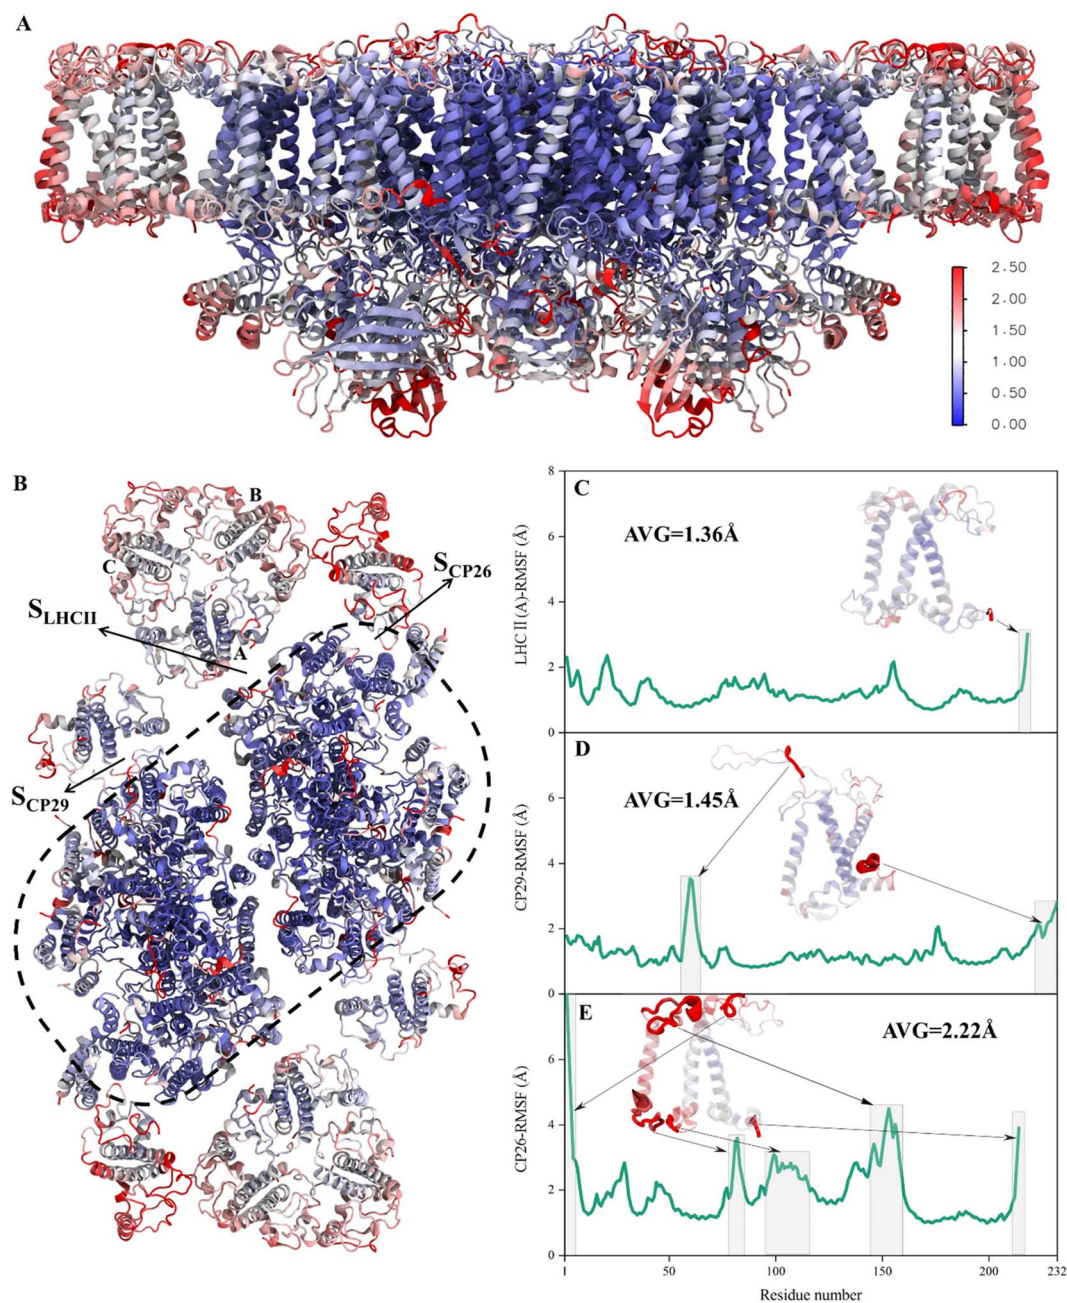 A
2.50
2.00
1.50
1.00
0.50
0.00
B
B
C
A
S_CP26
S_LHCII
S_CP29
C
AVG=1.36Å
LHC II (A)-RMSF (Å)
8
6
4
2
0
D
AVG=1.45Å
CP29-RMSF (Å)
6
4
2
0
E
AVG=2.22Å
CP26-RMSF (Å)
6
4
2
0
1
50
100
150
200
232
Residue number